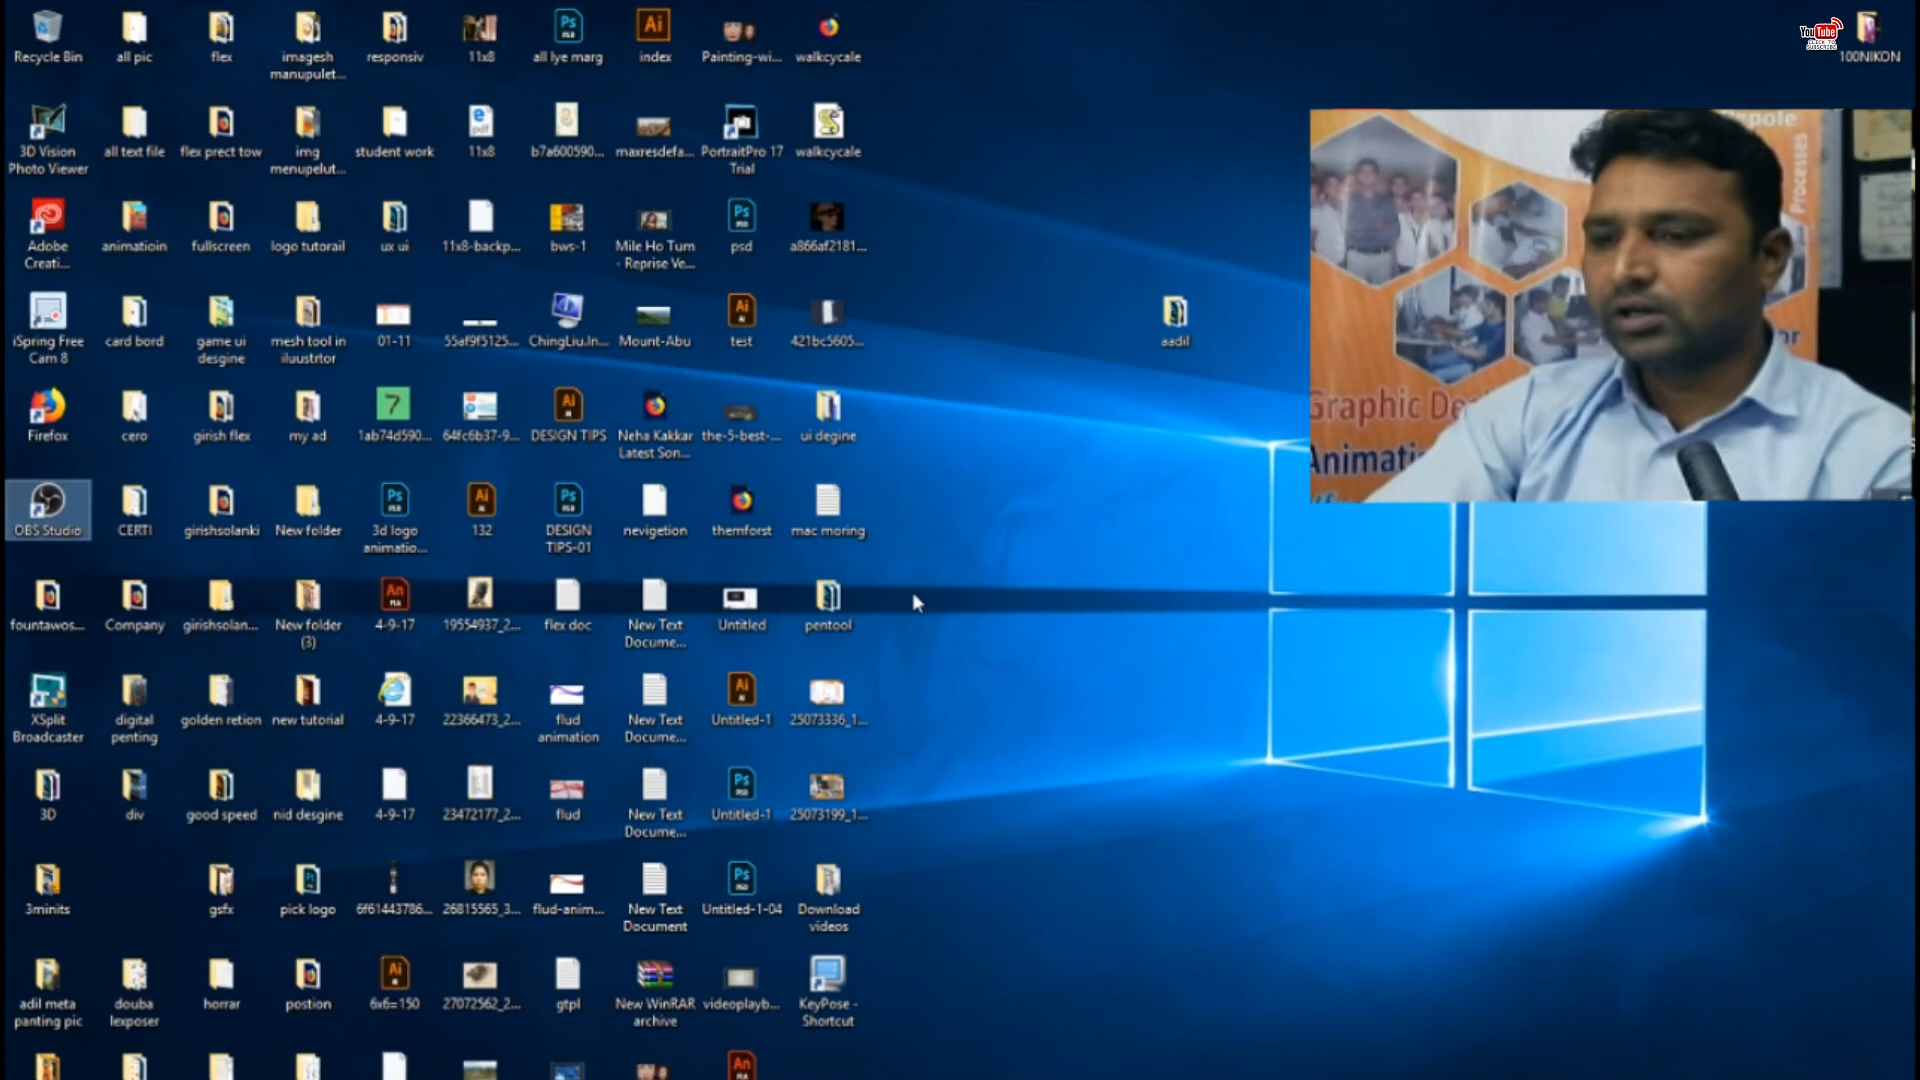 Recycle Bin
all pic
flex
imagesh
manupulet...
responsiv
11x8
all lye marg
index
Painting-wi...
walkcycale
100NIKON
YouTube
3D Vision
Photo Viewer
all text file
flex prect tow
img
menupelut...
student work
11x8
b7a600590...
maxresdefa...
PortraitPro 17
Trial
walkcycale
Adobe
Creati...
animatioin
fullscreen
logo tutorail
ux ui
11x8-backp...
bws-1
Mile Ho Tum
- Reprise Ve...
psd
a866af2181...
iSpring Free
Cam 8
card bord
game ui
desgine
mesh tool in
iluustrtor
01-11
55af9f5125...
ChingLiu.In...
Mount-Abu
test
421bc5605...
aadil
Firefox
cero
girish flex
my ad
1ab74d590...
64fc6b37-9...
DESIGN TIPS
Neha Kakkar
Latest Son...
the-5-best-...
ui degine
OBS Studio
CERTI
girishsolanki
New folder
3d logo
animatio...
132
DESIGN
TIPS-01
nevigetion
themforst
mac moring
fountawos...
Company
girishsolan...
New folder
(3)
4-9-17
19554937_2...
flex doc
New Text
Docume...
Untitled
pentool
XSplit
Broadcaster
digital
penting
golden retion
new tutorial
4-9-17
22366473_2...
flud
animation
New Text
Docume...
Untitled-1
25073336_1...
3D
div
good speed
nid desgine
4-9-17
23472177_2...
flud
New Text
Docume...
Untitled-1
25073199_1...
3minits
gsfx
pick logo
6f61443786...
26815565_3...
flud-anim...
New Text
Document
Untitled-1-04
Download
videos
adil meta
panting pic
douba
lexposer
horrar
postion
6x6=150
27072562_2...
gtpl
New WinRAR
archive
videoplayb...
KeyPose -
Shortcut
Processes
Graphic De
Animati